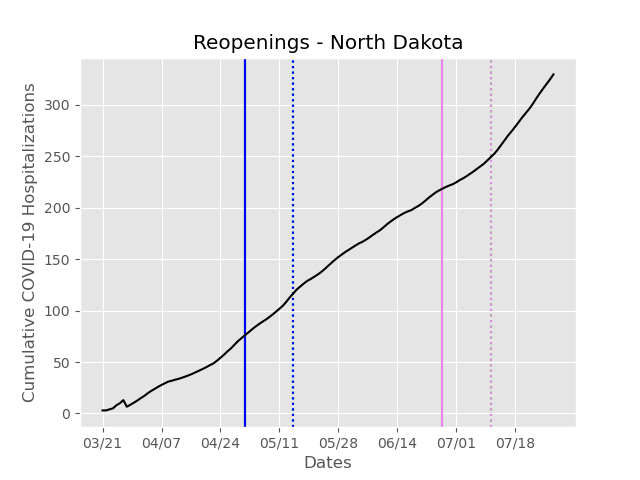 Reopenings - North Dakota
Cumulative COVID-19 Hospitalizations
300
250
200
150
100
50
0
03/21 04/07 04/24 05/11 05/28 06/14 07/01 07/18
Dates